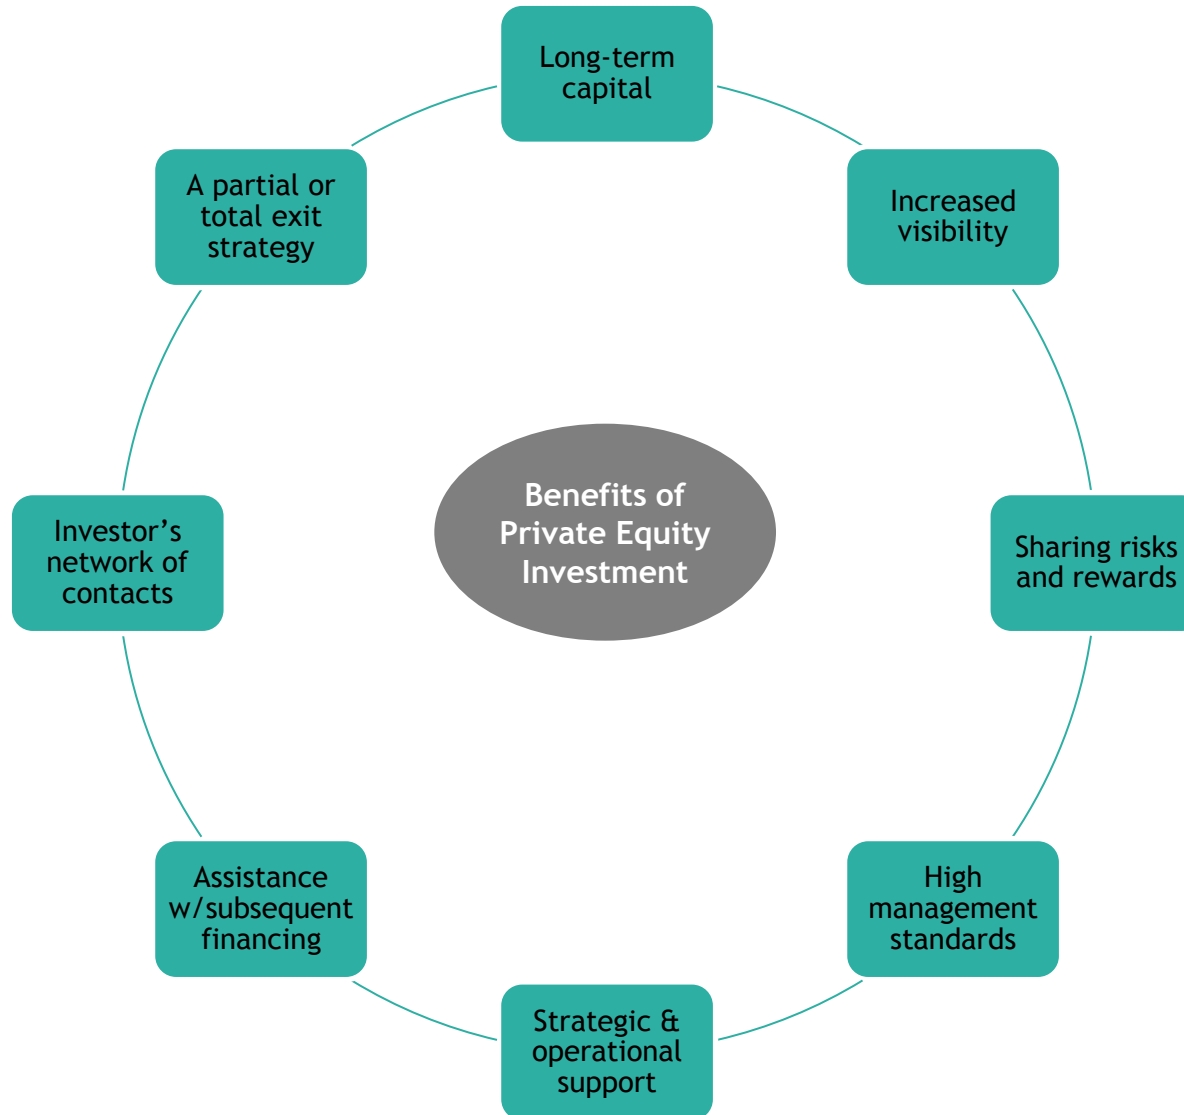 Long-term
capital
Increased
visibility
Sharing risks
and rewards
High
management
standards
Strategic &
operational
support
Assistance
w/subsequent
financing
Investor’s
network of
contacts
A partial or
total exit
strategy
Benefits of
Private Equity
Investment